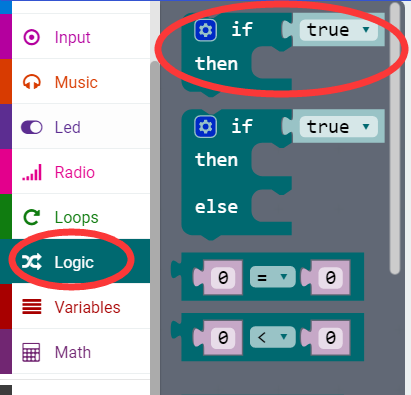 Input
Music
Led
Radio
Loops
Logic
Variables
Math
if true
then
if true
then
else
0 = 0
0 < 0